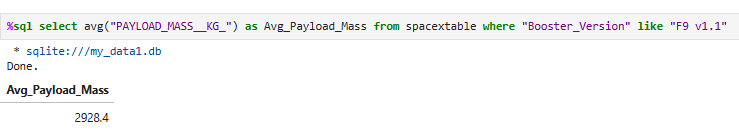 %sql select avg("PAYLOAD_MASS__KG_") as Avg_Payload_Mass from spacextable where "Booster_Version" like "F9 v1.1"
* sqlite:///my_data1.db
Done.
Avg_Payload_Mass
2928.4